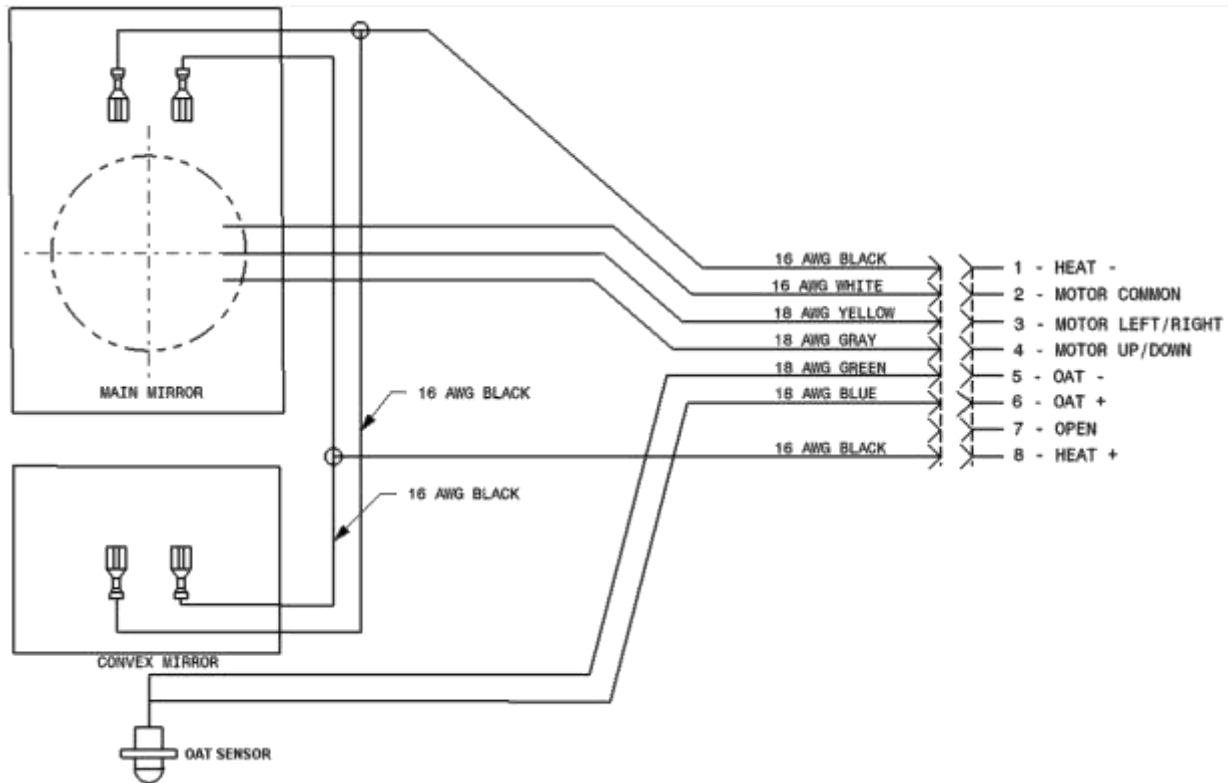 16 AWG BLACK
1 - HEAT -
16 AWG WHITE
2 - MOTOR COMMON
18 AWG YELLOW
3 - MOTOR LEFT/RIGHT
18 AWG GRAY
4 - MOTOR UP/DOWN
18 AWG GREEN
5 - OAT -
18 AWG BLUE
6 - OAT +
7 - OPEN
16 AWG BLACK
8 - HEAT +
MAIN MIRROR
16 AWG BLACK
16 AWG BLACK
CONVEX MIRROR
OAT SENSOR